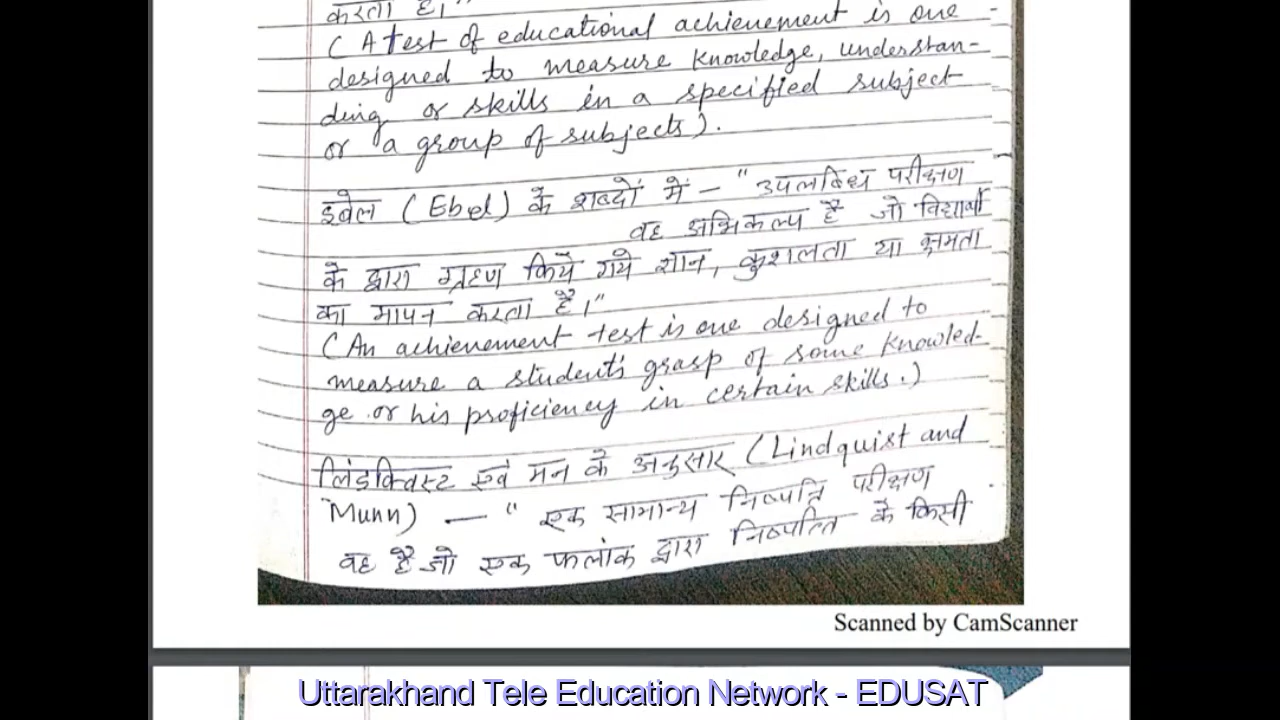 करता है।"
( A test of educational achievement is one
designed to measure knowledge, understan-
ding or skills in a specified subject
or a group of subjects).
इबेल (Ebel) के शब्दों में – " उपलब्धि परीक्षण
वह अभिकल्प है जो विद्यार्थी
के द्वारा ग्रहण किये गये ज्ञान, कुशलता या क्षमता
का मापन करता है।"
(An achievement test is one designed to
measure a student's grasp of some knowled-
ge or his proficiency in certain skills.)
लिंडक्विस्ट एवं मन के अनुसार (Lindquist and
Munn) — " एक सामान्य निष्पत्ति परीक्षण
वह है जो एक फलांक द्वारा निष्पत्ति के किसी
Scanned by CamScanner
Uttarakhand Tele Education Network - EDUSAT